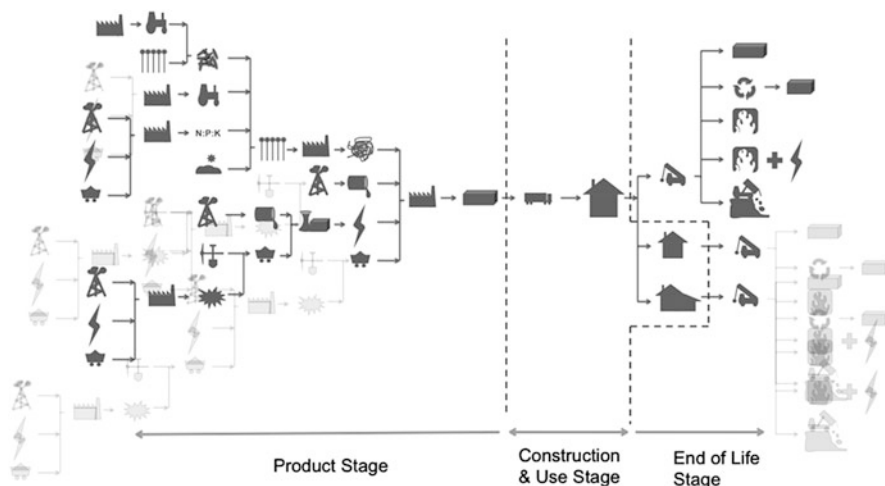 N:P:K
Product Stage
Construction
& Use Stage
End of Life
Stage